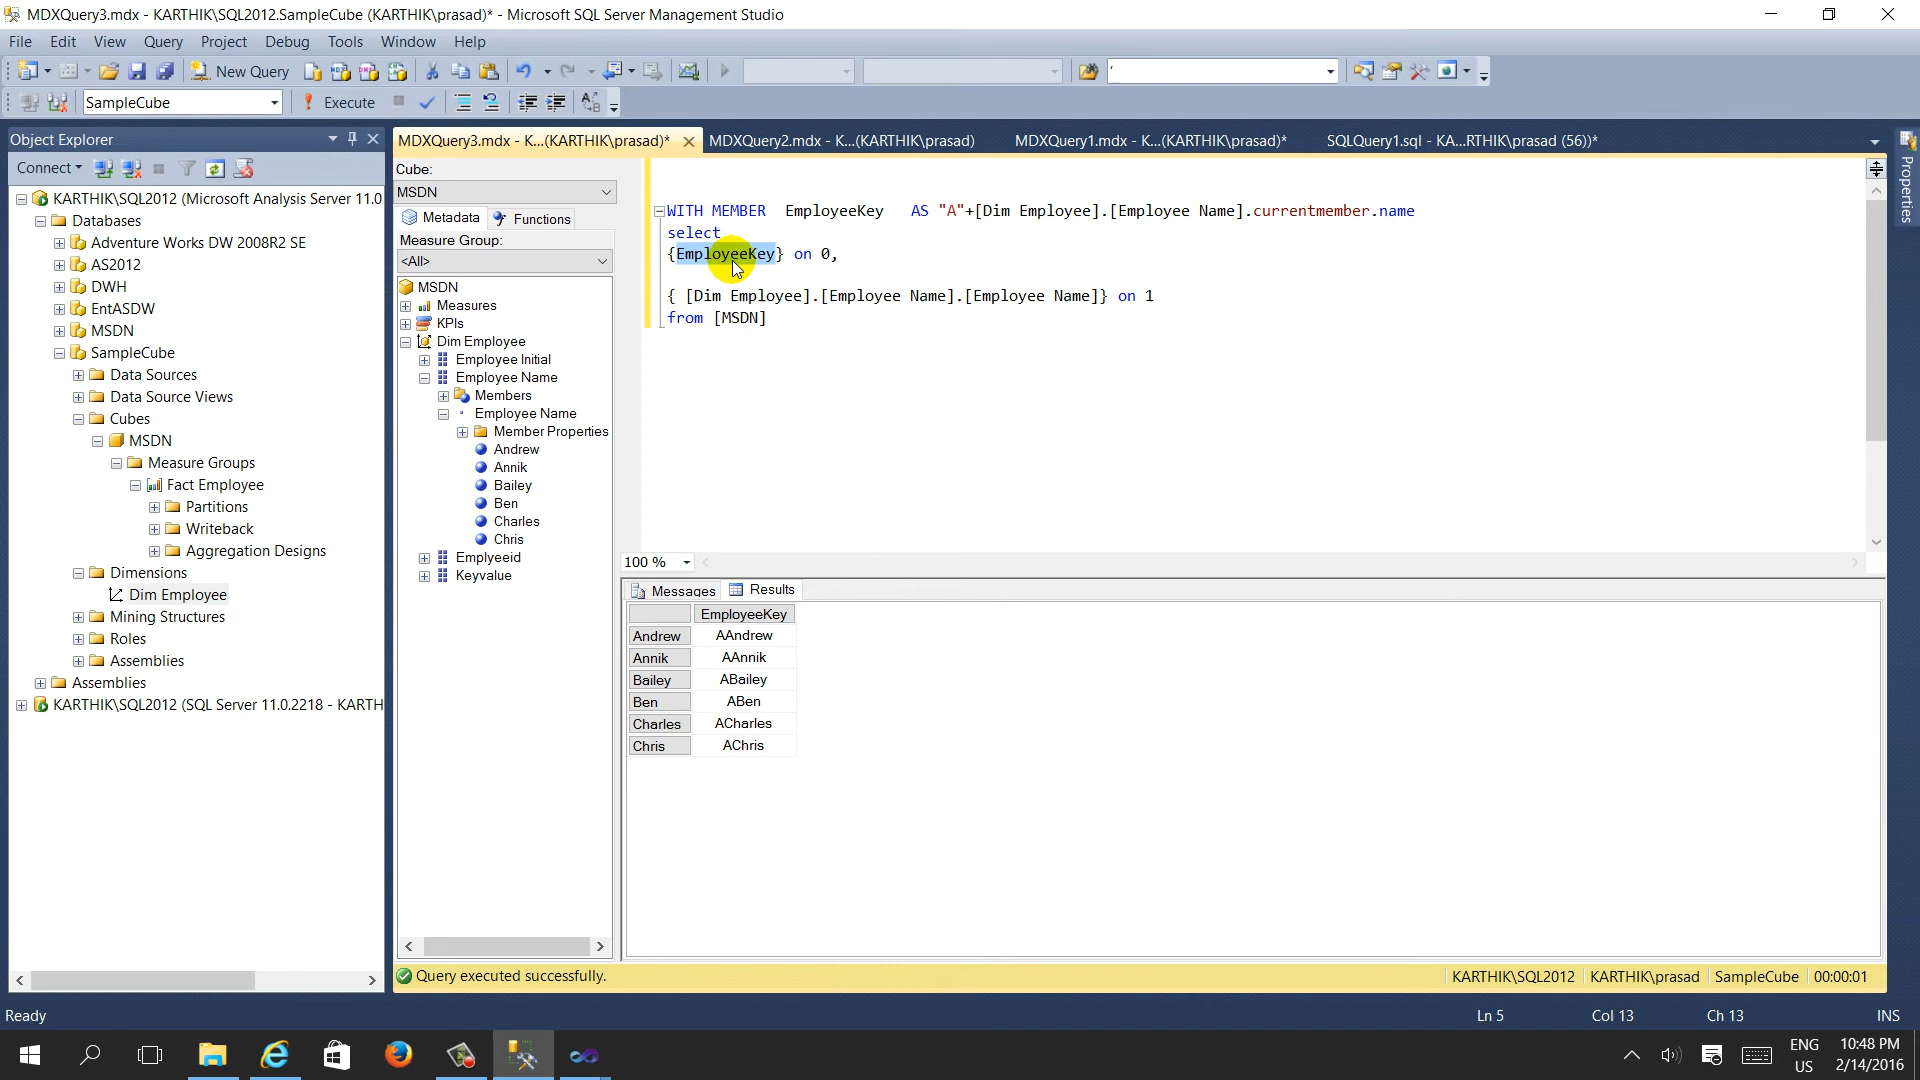 MDXQuery3.mdx - KARTHIK\SQL2012.SampleCube (KARTHIK\prasad)* - Microsoft SQL Server Management Studio
File Edit View Query Project Debug Tools Window Help
New Query '
SampleCube Execute
Object Explorer
Connect
KARTHIK\SQL2012 (Microsoft Analysis Server 11.0
Databases
Adventure Works DW 2008R2 SE
AS2012
DWH
EntASDW
MSDN
SampleCube
Data Sources
Data Source Views
Cubes
MSDN
Measure Groups
Fact Employee
Partitions
Writeback
Aggregation Designs
Dimensions
Dim Employee
Mining Structures
Roles
Assemblies
Assemblies
KARTHIK\SQL2012 (SQL Server 11.0.2218 - KARTH
MDXQuery3.mdx - K...(KARTHIK\prasad)* MDXQuery2.mdx - K...(KARTHIK\prasad) MDXQuery1.mdx - K...(KARTHIK\prasad)* SQLQuery1.sql - KA...RTHIK\prasad (56))*
Cube:
MSDN
Metadata Functions
Measure Group:
<All>
MSDN
Measures
KPIs
Dim Employee
Employee Initial
Employee Name
Members
Employee Name
Member Properties
Andrew
Annik
Bailey
Ben
Charles
Chris
Emplyeeid
Keyvalue
WITH MEMBER EmployeeKey AS "A"+[Dim Employee].[Employee Name].currentmember.name
select
{EmployeeKey} on 0,
{ [Dim Employee].[Employee Name].[Employee Name]} on 1
from [MSDN]
100 %
Messages Results
EmployeeKey
Andrew AAndrew
Annik AAnnik
Bailey ABailey
Ben ABen
Charles ACharles
Chris AChris
Query executed successfully. KARTHIK\SQL2012 KARTHIK\prasad SampleCube 00:00:01
Properties
Ready Ln 5 Col 13 Ch 13 INS
ENG
US
10:48 PM
2/14/2016